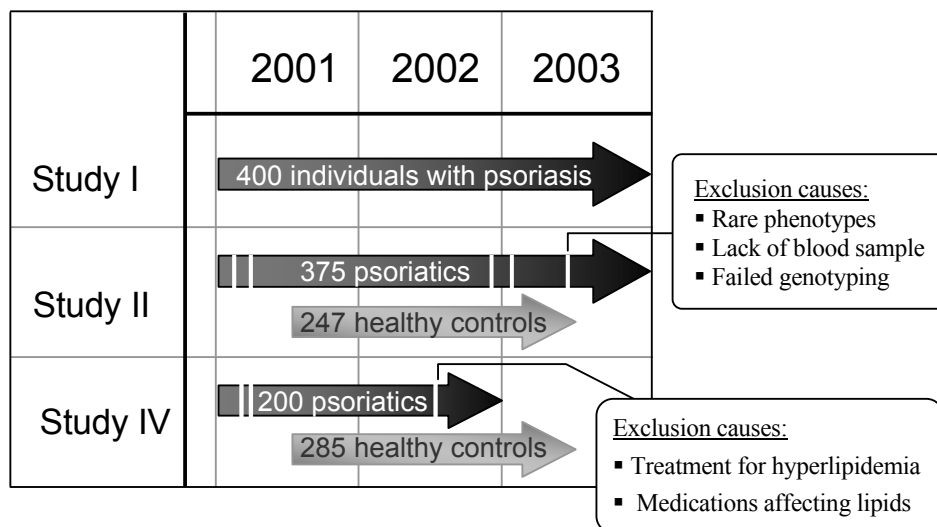 2001 2002 2003
Study I
400 individuals with psoriasis
Exclusion causes:
▪ Rare phenotypes
▪ Lack of blood sample
▪ Failed genotyping
Study II
375 psoriatics
247 healthy controls
Study IV
200 psoriatics
285 healthy controls
Exclusion causes:
▪ Treatment for hyperlipidemia
▪ Medications affecting lipids